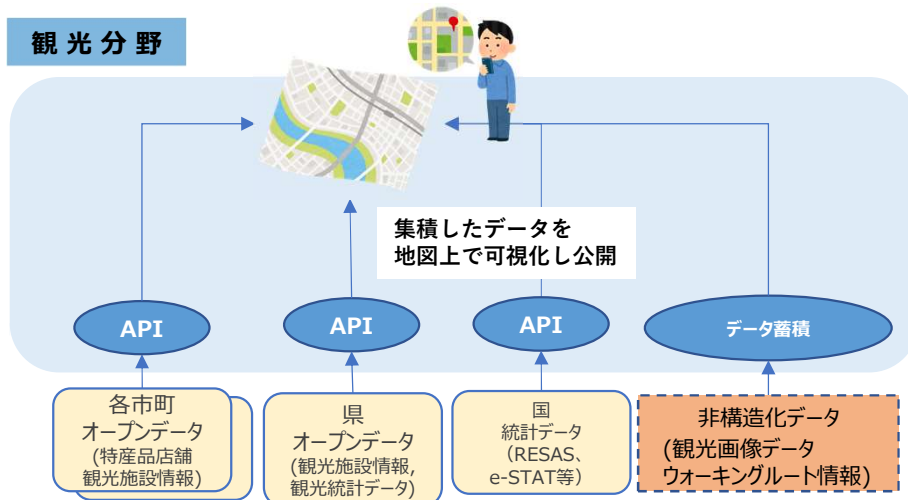 観光分野
集積したデータを
地図上で可視化し公開
API
API
API
データ蓄積
各市町
オープンデータ
(特産品店舗
観光施設情報)
県
オープンデータ
(観光施設情報,
観光統計データ)
国
統計データ
(RESAS、
e-STAT等)
非構造化データ
(観光画像データ
ウォーキングルート情報)